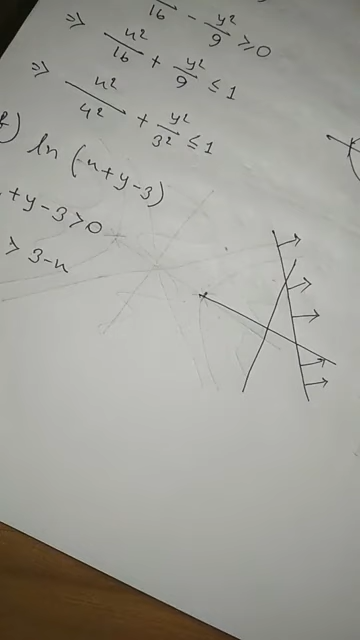 16 - y²/9 ≥ 0
⇒ x²/16 + y²/9 ≤ 1
⇒ x²/4² + y²/3² ≤ 1
) ln (-x+y-3)
+y-3>0
> 3-x